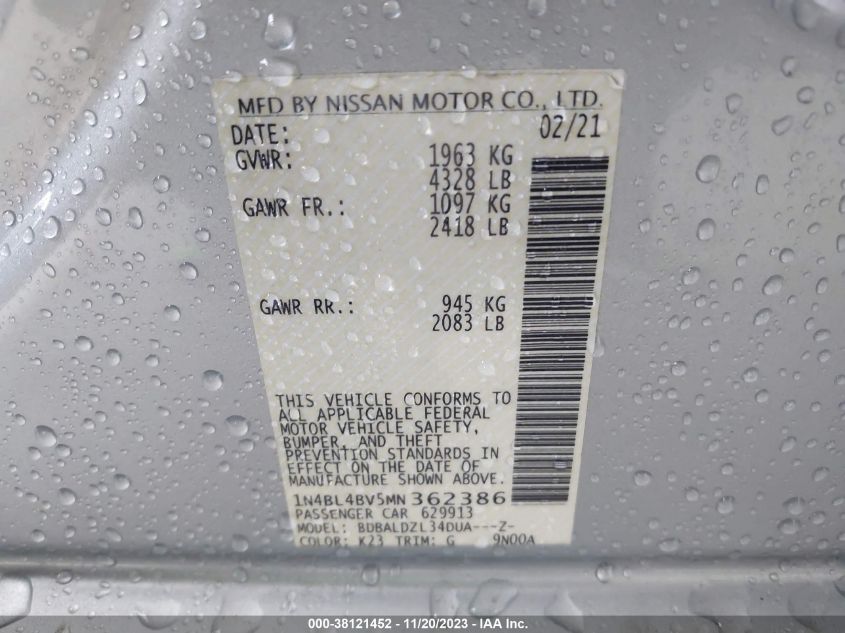 MFD BY NISSAN MOTOR CO., LTD.
DATE: 02/21
GVWR: 1963 KG
4328 LB
GAWR FR.: 1097 KG
2418 LB
GAWR RR.: 945 KG
2083 LB
THIS VEHICLE CONFORMS TO
ALL APPLICABLE FEDERAL
MOTOR VEHICLE SAFETY,
BUMPER, AND THEFT
PREVENTION STANDARDS IN
EFFECT ON THE DATE OF
MANUFACTURE SHOWN ABOVE.
1N4BL4BV5MN362386
PASSENGER CAR 629913
MODEL: BDBALDZL34DUA---Z-
COLOR: K23 TRIM: G 9N00A
000-38121452 — 11/20/2023 — IAA Inc.